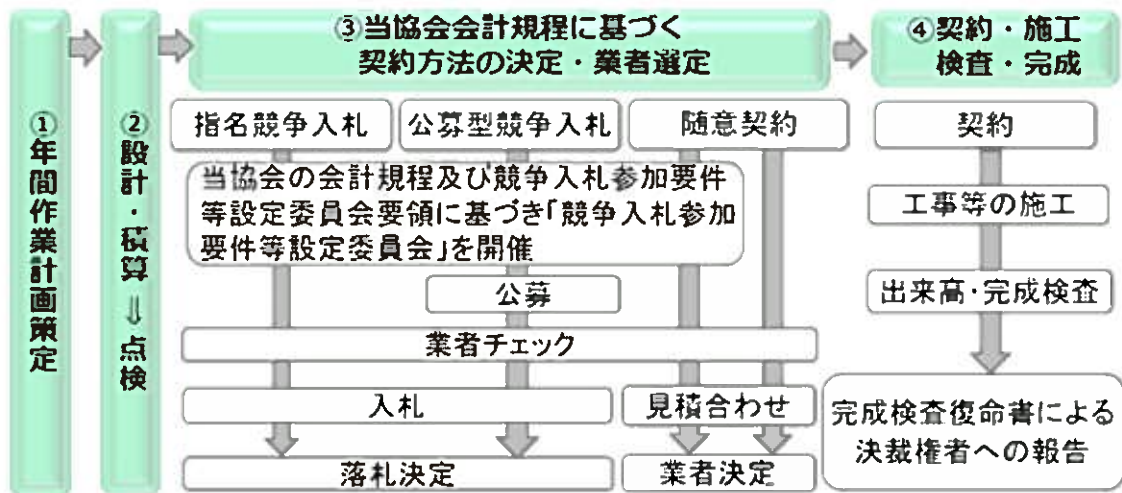 ①年間作業計画策定
②設計・積算⇒点検
③当協会会計規程に基づく
契約方法の決定・業者選定
指名競争入札
公募型競争入札
随意契約
当協会の会計規程及び競争入札参加要件
等設定委員会要領に基づき「競争入札参加
要件等設定委員会」を開催
公募
業者チェック
入札
見積合わせ
落札決定
業者決定
④契約・施工
検査・完成
契約
工事等の施工
出来高・完成検査
完成検査復命書による
決裁権者への報告